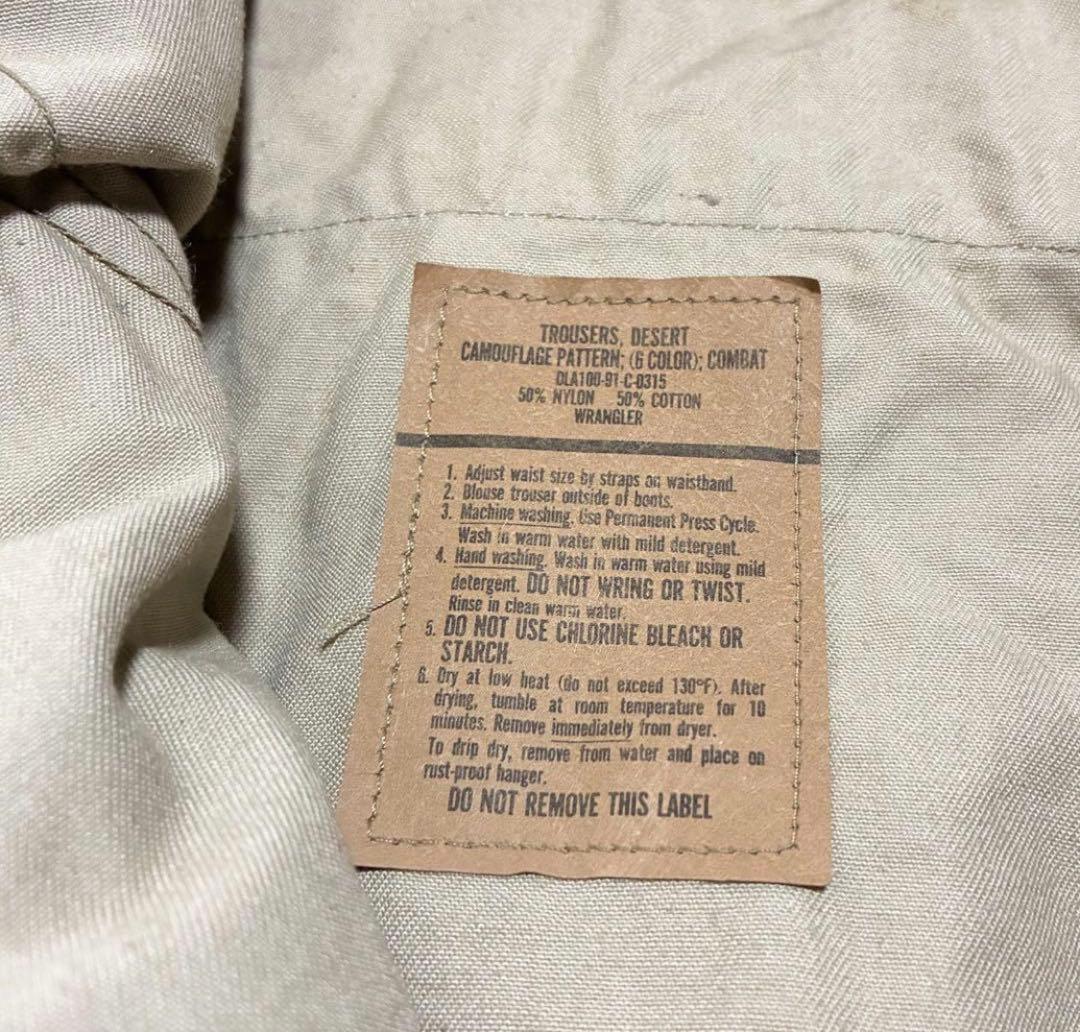 TROUSERS, DESERT
CAMOUFLAGE PATTERN; (6 COLOR); COMBAT
DLA100-91-C-0315
50% NYLON 50% COTTON
WRANGLER
1. Adjust waist size by straps on waistband.
2. Blouse trouser outside of boots.
3. Machine washing. Use Permanent Press Cycle.
Wash in warm water with mild detergent.
4. Hand washing. Wash in warm water using mild
detergent. DO NOT WRING OR TWIST.
Rinse in clean warm water.
5. DO NOT USE CHLORINE BLEACH OR
STARCH.
6. Dry at low heat (do not exceed 130°F). After
drying, tumble at room temperature for 10
minutes. Remove immediately from dryer.
To drip dry, remove from water and place on
rust-proof hanger.
DO NOT REMOVE THIS LABEL